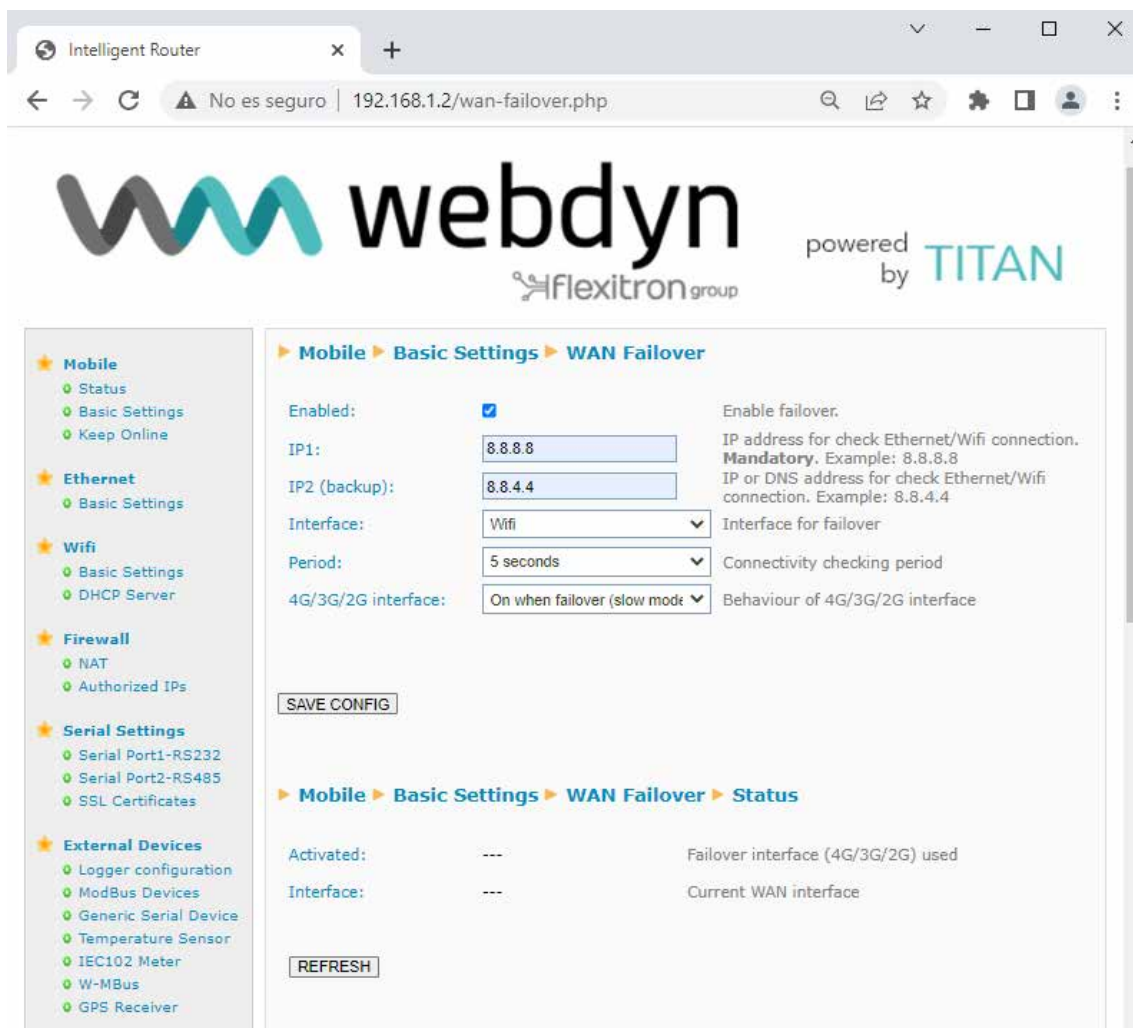 Intelligent Router
No es seguro | 192.168.1.2/wan-failover.php
webdyn
flexitron group
powered
by TITAN
Mobile
Status
Basic Settings
Keep Online
Ethernet
Basic Settings
Wifi
Basic Settings
DHCP Server
Firewall
NAT
Authorized IPs
Serial Settings
Serial Port1-RS232
Serial Port2-RS485
SSL Certificates
External Devices
Logger configuration
ModBus Devices
Generic Serial Device
Temperature Sensor
IEC102 Meter
W-MBus
GPS Receiver
Mobile Basic Settings WAN Failover
Enabled: Enable failover.
IP1: 8.8.8.8 IP address for check Ethernet/Wifi connection.
Mandatory. Example: 8.8.8.8
IP2 (backup): 8.8.4.4 IP or DNS address for check Ethernet/Wifi
connection. Example: 8.8.4.4
Interface: Wifi Interface for failover
Period: 5 seconds Connectivity checking period
4G/3G/2G interface: On when failover (slow mode Behaviour of 4G/3G/2G interface
SAVE CONFIG
Mobile Basic Settings WAN Failover Status
Activated: --- Failover interface (4G/3G/2G) used
Interface: --- Current WAN interface
REFRESH